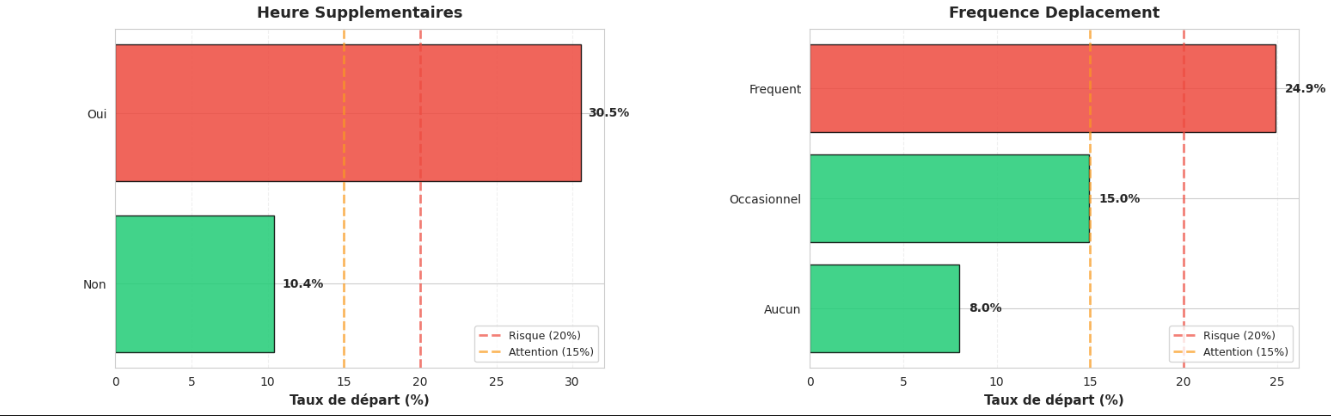 Heure Supplementaires
Oui
30.5%
Non
10.4%
Risque (20%)
Attention (15%)
0 5 10 15 20 25 30
Taux de départ (%)
Frequence Deplacement
Frequent
24.9%
Occasionnel
15.0%
Aucun
8.0%
Risque (20%)
Attention (15%)
0 5 10 15 20 25
Taux de départ (%)